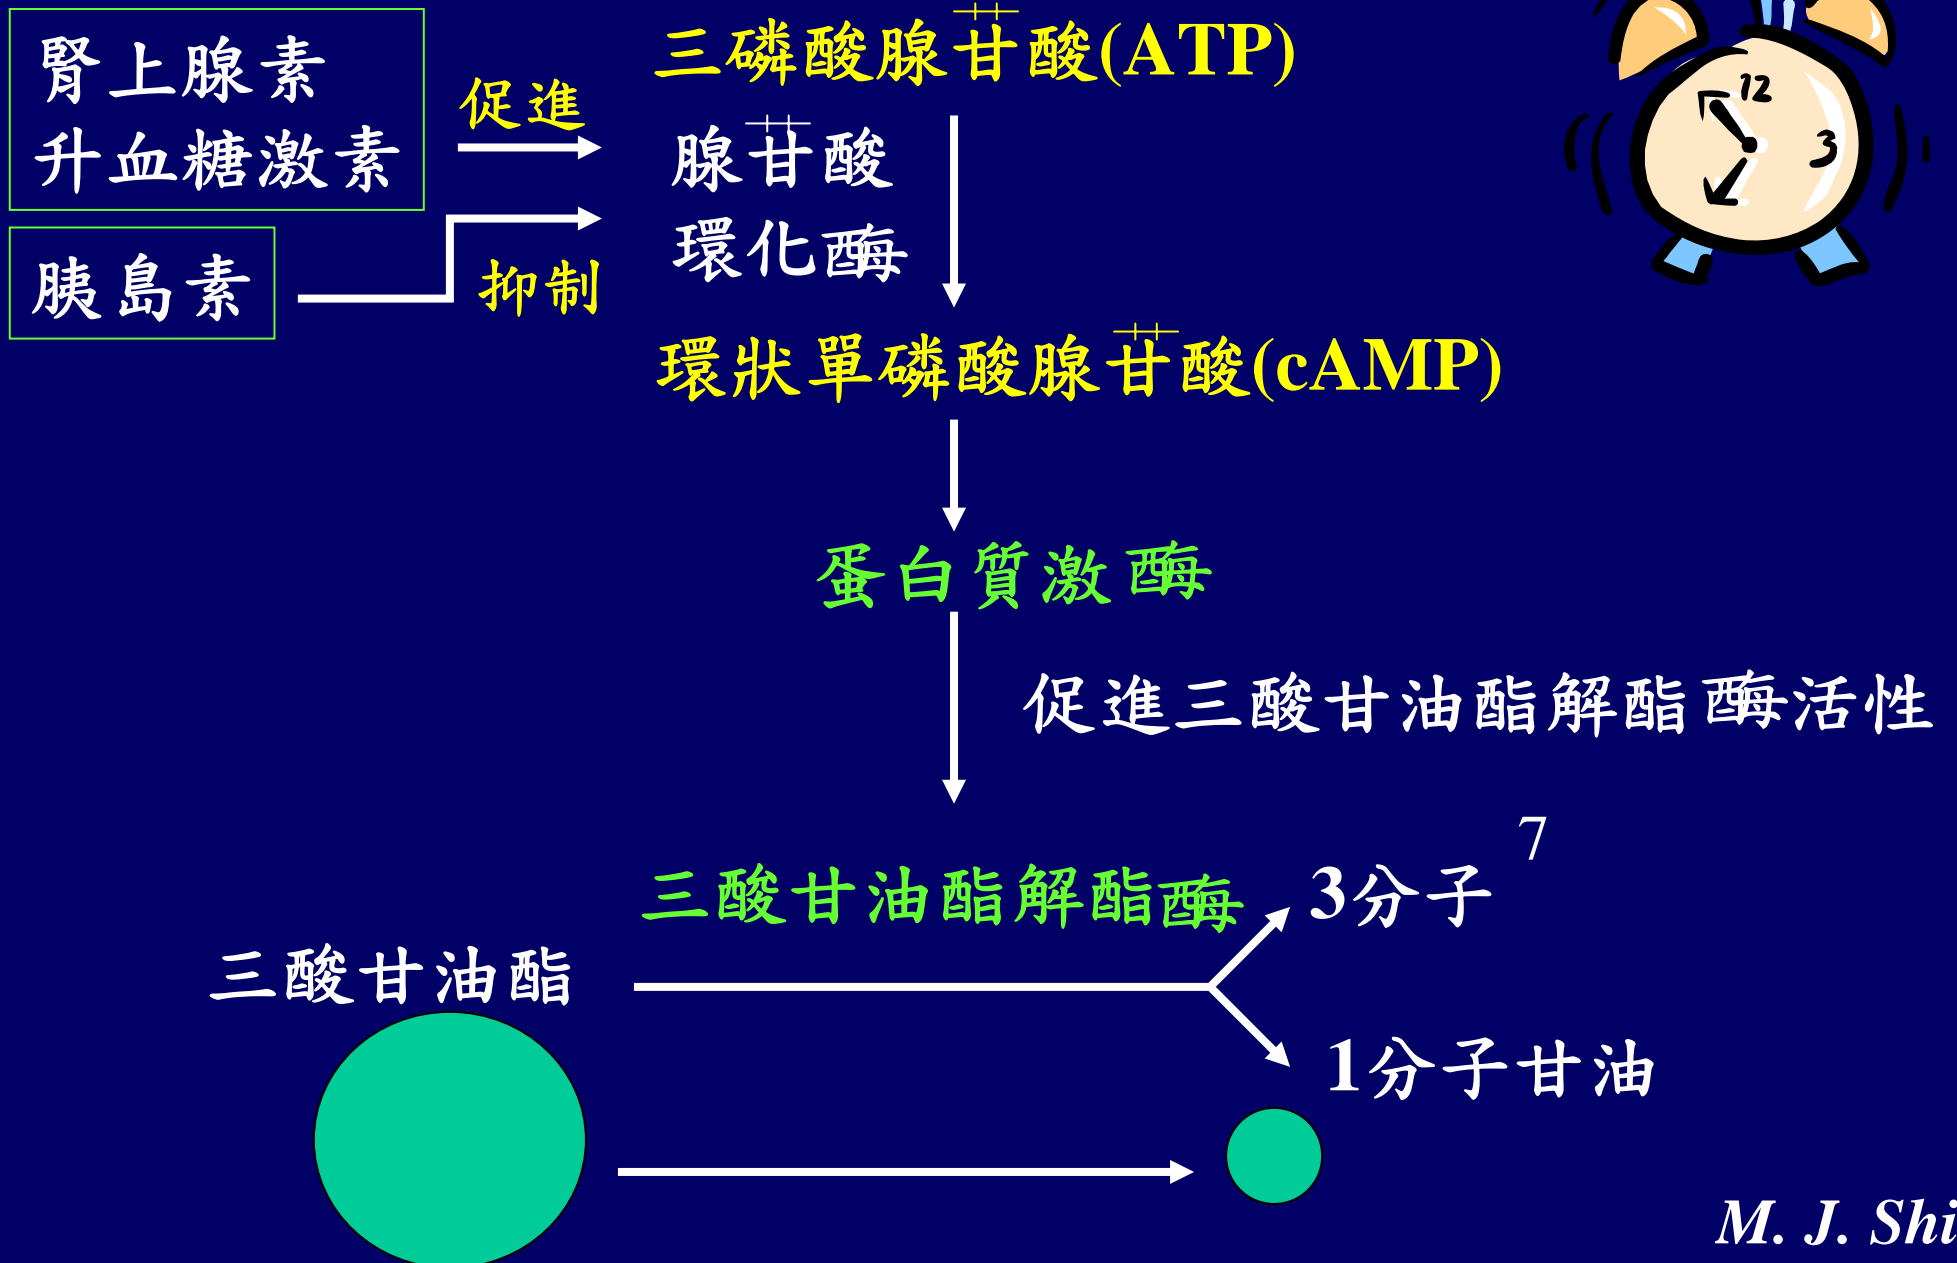 腎上腺素
升血糖激素
促進
三磷酸腺苷酸(ATP)
腺苷酸
環化酶
12
3
胰島素
抑制
環狀單磷酸腺苷酸(cAMP)
蛋白質激酶
促進三酸甘油酯解酯酶活性
7
三酸甘油酯解酯酶
3分子
三酸甘油酯
1分子甘油
M. J. Shi